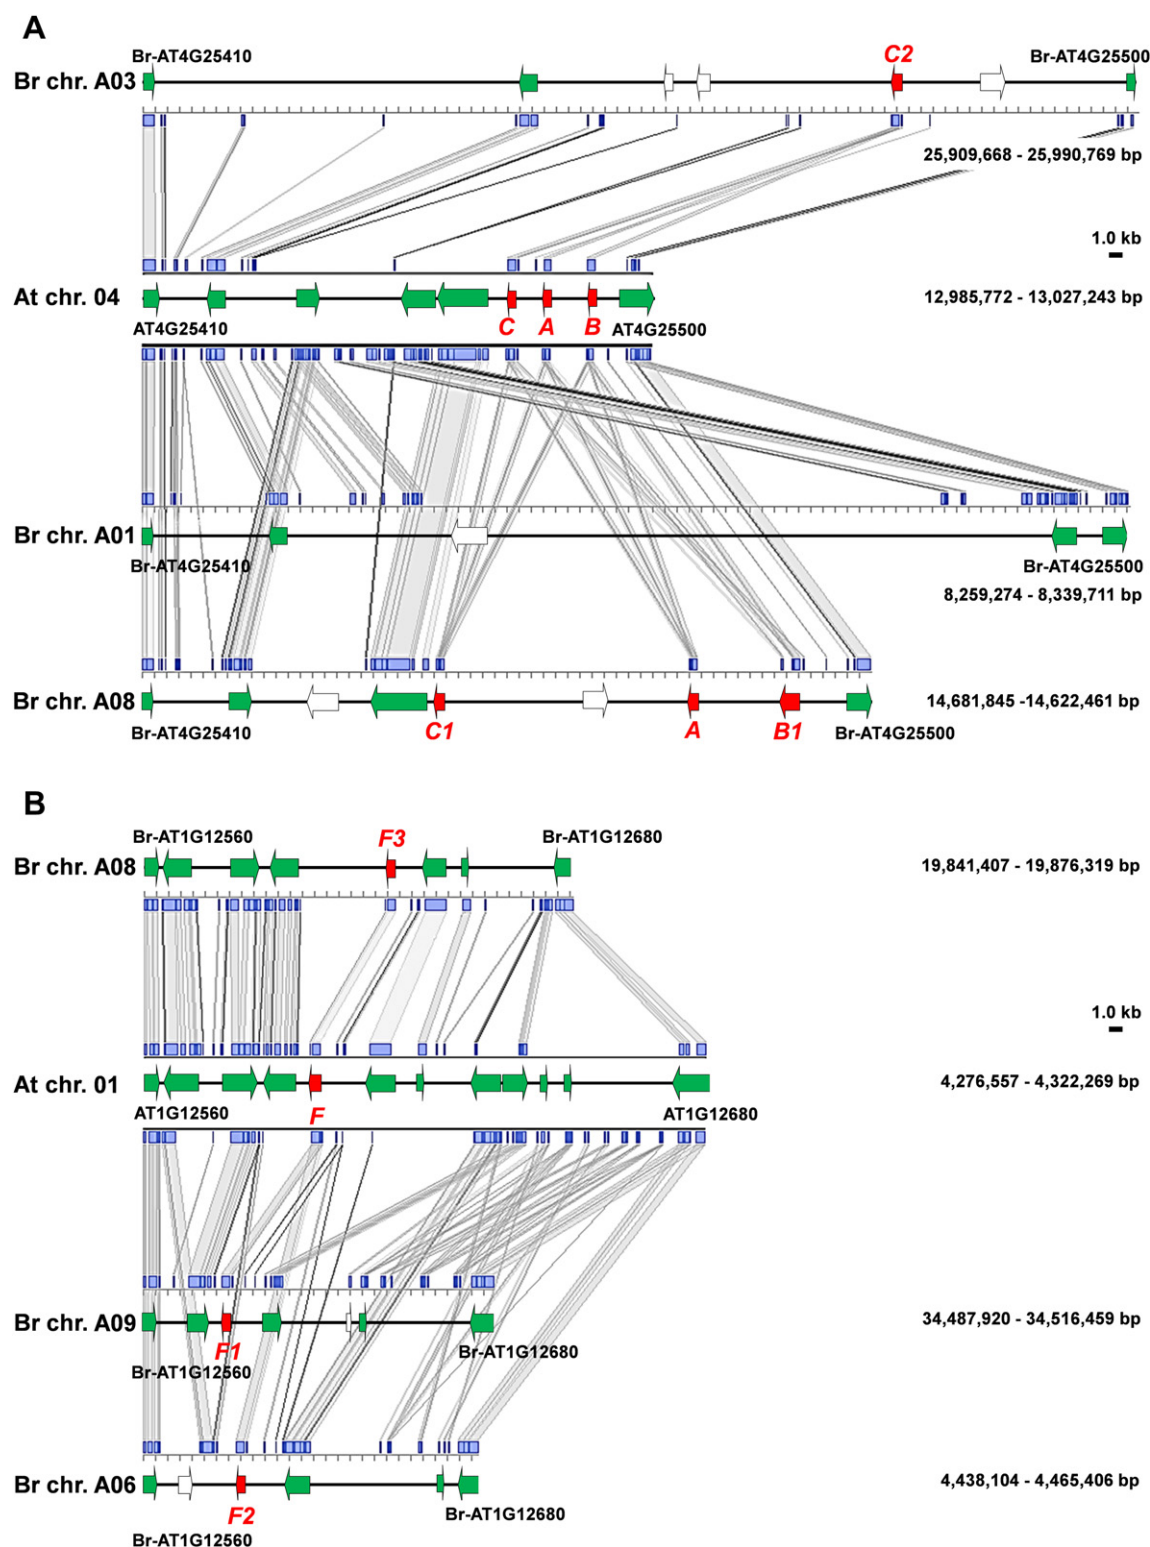 A
Br-AT4G25410
C2
Br-AT4G25500
Br chr. A03
25,909,668 - 25,990,769 bp
1.0 kb
At chr. 04
12,985,772 - 13,027,243 bp
AT4G25410
C
A
B
AT4G25500
Br chr. A01
Br-AT4G25410
Br-AT4G25500
8,259,274 - 8,339,711 bp
Br chr. A08
14,681,845 -14,622,461 bp
Br-AT4G25410
C1
A
B1
Br-AT4G25500
B
Br-AT1G12560
F3
Br-AT1G12680
Br chr. A08
19,841,407 - 19,876,319 bp
1.0 kb
At chr. 01
4,276,557 - 4,322,269 bp
AT1G12560
F
AT1G12680
Br chr. A09
34,487,920 - 34,516,459 bp
F1
Br-AT1G12680
Br-AT1G12560
Br chr. A06
4,438,104 - 4,465,406 bp
F2
Br-AT1G12680
Br-AT1G12560